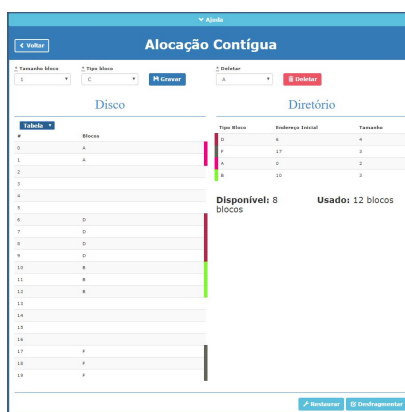 Ajuda
Voltar
Alocação Contígua
* Tamanho bloco
* Tipo bloco
* Deletar
1
C
Gravar
A
Deletar
Disco
Diretório
Tabela
# Blocos
0 A
1 A
2
3
4
5
6 D
7 D
8 D
9 D
10 B
11 B
12 B
13
14
15
16
17 F
18 F
19 F
Tipo Bloco Endereço Inicial Tamanho
D 6 4
F 17 3
A 0 2
B 10 3
Disponível: 8 blocos
Usado: 12 blocos
Restaurar
Desfragmentar